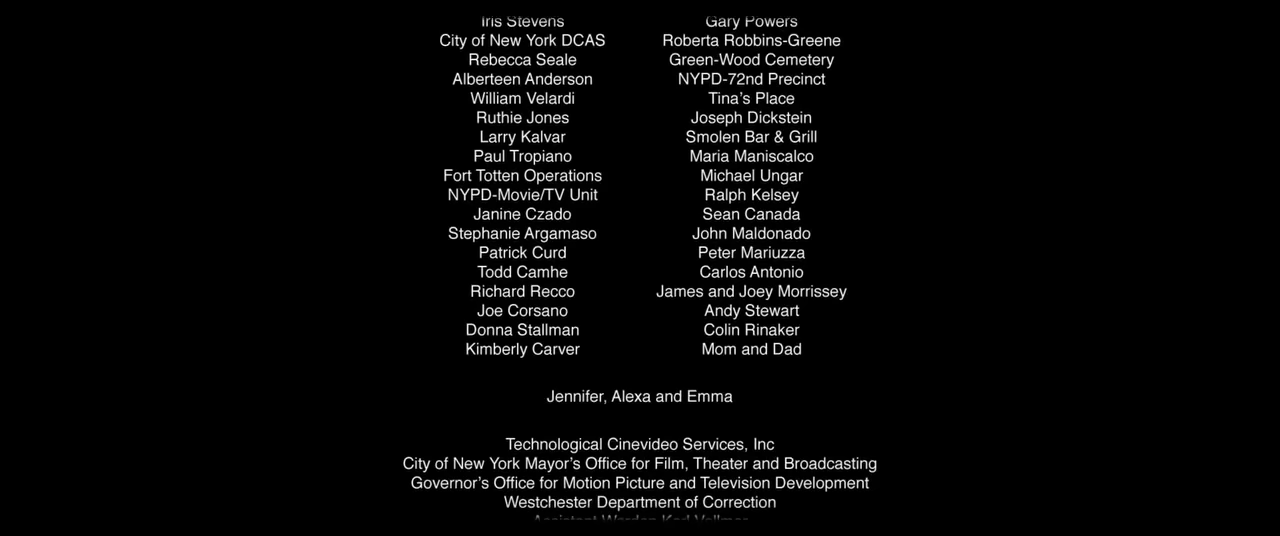 Iris Stevens
Gary Powers
City of New York DCAS
Roberta Robbins-Greene
Rebecca Seale
Green-Wood Cemetery
Alberteen Anderson
NYPD-72nd Precinct
William Velardi
Tina’s Place
Ruthie Jones
Joseph Dickstein
Larry Kalvar
Smolen Bar & Grill
Paul Tropiano
Maria Maniscalco
Fort Totten Operations
Michael Ungar
NYPD-Movie/TV Unit
Ralph Kelsey
Janine Czado
Sean Canada
Stephanie Argamaso
John Maldonado
Patrick Curd
Peter Mariuzza
Todd Camhe
Carlos Antonio
Richard Recco
James and Joey Morrissey
Joe Corsano
Andy Stewart
Donna Stallman
Colin Rinaker
Kimberly Carver
Mom and Dad
Jennifer, Alexa and Emma
Technological Cinevideo Services, Inc
City of New York Mayor’s Office for Film, Theater and Broadcasting
Governor’s Office for Motion Picture and Television Development
Westchester Department of Correction